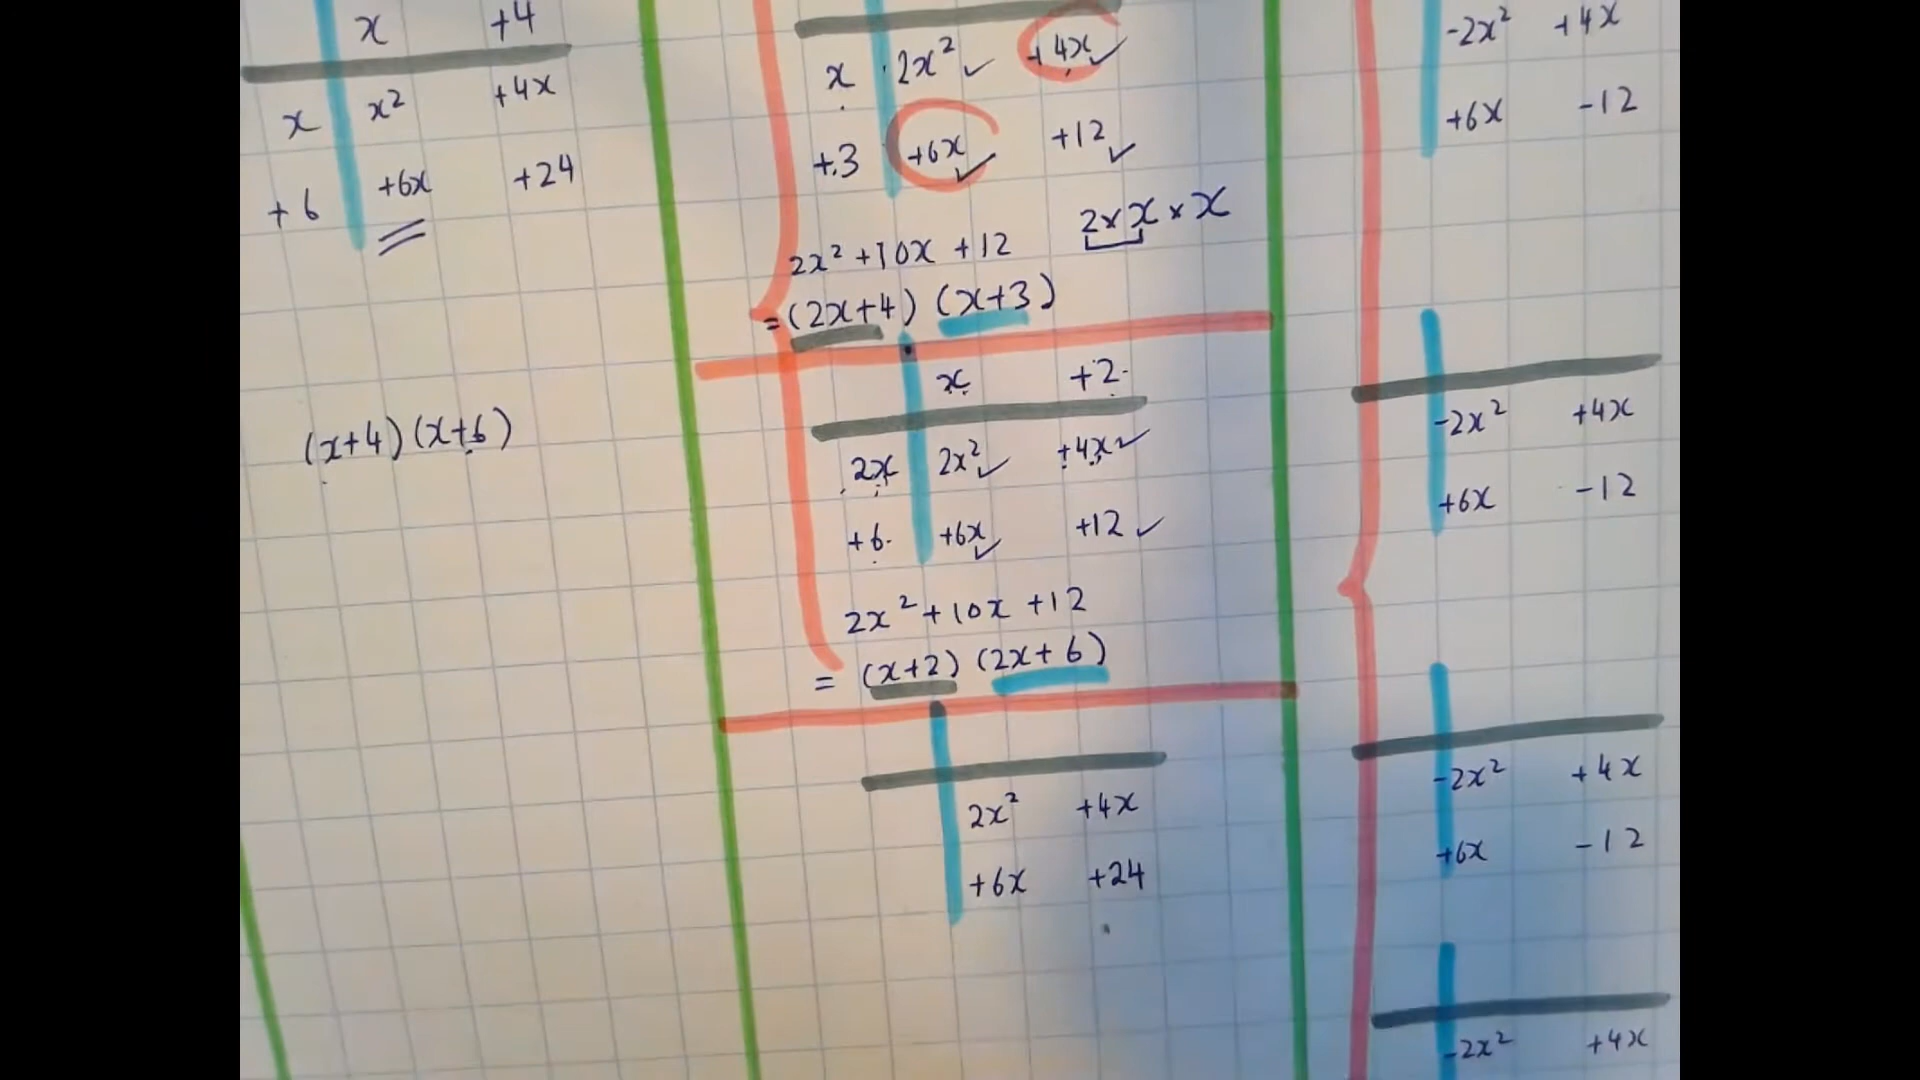 x +4
x x² +4x
+6 +6x +24
(x+4)(x+6)
x 2x² ✓ +4x ✓
+3 +6x ✓ +12 ✓
2x² +10x +12 2×x×x
=(2x+4) (x+3)
x +2
2x 2x² ✓ +4x ✓
+6 +6x ✓ +12 ✓
2x² +10x +12
= (x+2) (2x+6)
2x² +4x
+6x +24
-2x² +4x
+6x -12
-2x² +4x
+6x -12
-2x² +4x
+6x -12
-2x² +4x